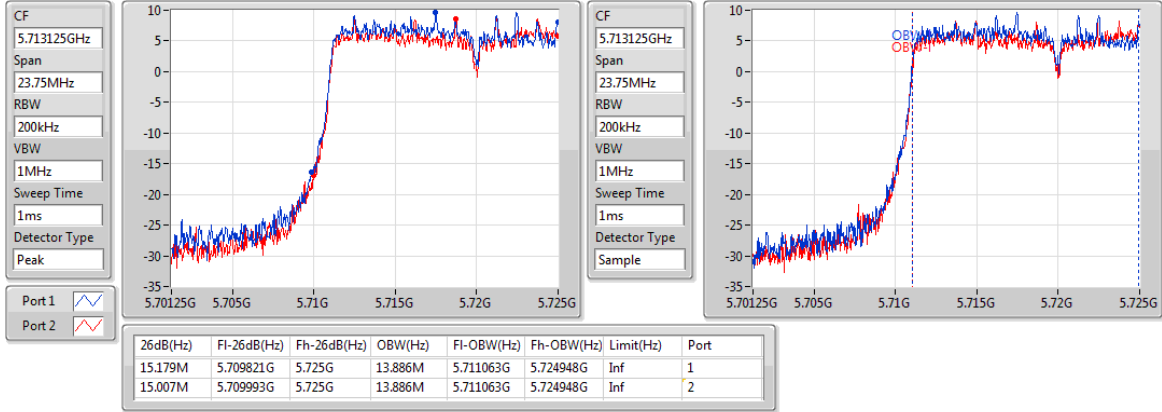 CF
5.713125GHz
Span
23.75MHz
RBW
200kHz
VBW
1MHz
Sweep Time
1ms
Detector Type
Peak
Port 1
Port 2
10
5
0
-5
-10
-15
-20
-25
-30
-35
5.70125G 5.705G 5.71G 5.715G 5.72G 5.725G
CF
5.713125GHz
Span
23.75MHz
RBW
200kHz
VBW
1MHz
Sweep Time
1ms
Detector Type
Sample
10
5
0
-5
-10
-15
-20
-25
-30
-35
5.70125G 5.705G 5.71G 5.715G 5.72G 5.725G
26dB(Hz) Fl-26dB(Hz) Fh-26dB(Hz) OBW(Hz) Fl-OBW(Hz) Fh-OBW(Hz) Limit(Hz) Port
15.179M 5.709821G 5.725G 13.886M 5.711063G 5.724948G Inf 1
15.007M 5.709993G 5.725G 13.886M 5.711063G 5.724948G Inf 2